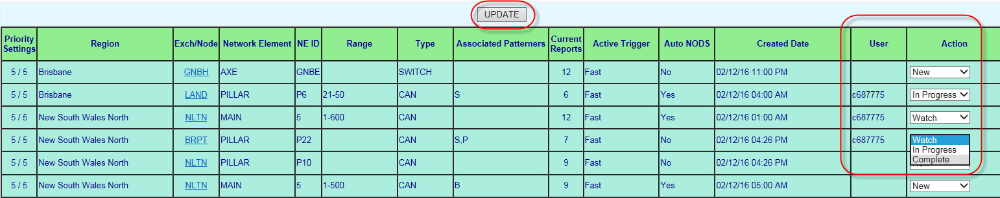 UPDATE
Priority Settings Region Exch/Node Network Element NE ID Range Type Associated Patterners Current Reports Active Trigger Auto NODS Created Date User Action
5 / 5 Brisbane GNBH AXE GNBE SWITCH 12 Fast No 02/12/16 11:00 PM New
5 / 5 Brisbane LAND PILLAR P6 21-50 CAN S 6 Fast Yes 02/12/16 04:00 AM c687775 In Progress
5 / 5 New South Wales North NLTN MAIN 5 1-600 CAN 12 Fast Yes 02/12/16 01:00 AM c687775 Watch
5 / 5 New South Wales North BRPT PILLAR P22 CAN S,P 7 Fast No 02/12/16 04:26 PM c687775 Watch
In Progress
Complete
5 / 5 New South Wales North NLTN PILLAR P10 CAN 9 Fast No 02/12/16 04:26 PM
5 / 5 New South Wales North NLTN MAIN 5 1-500 CAN B 9 Fast Yes 02/12/16 05:00 AM New